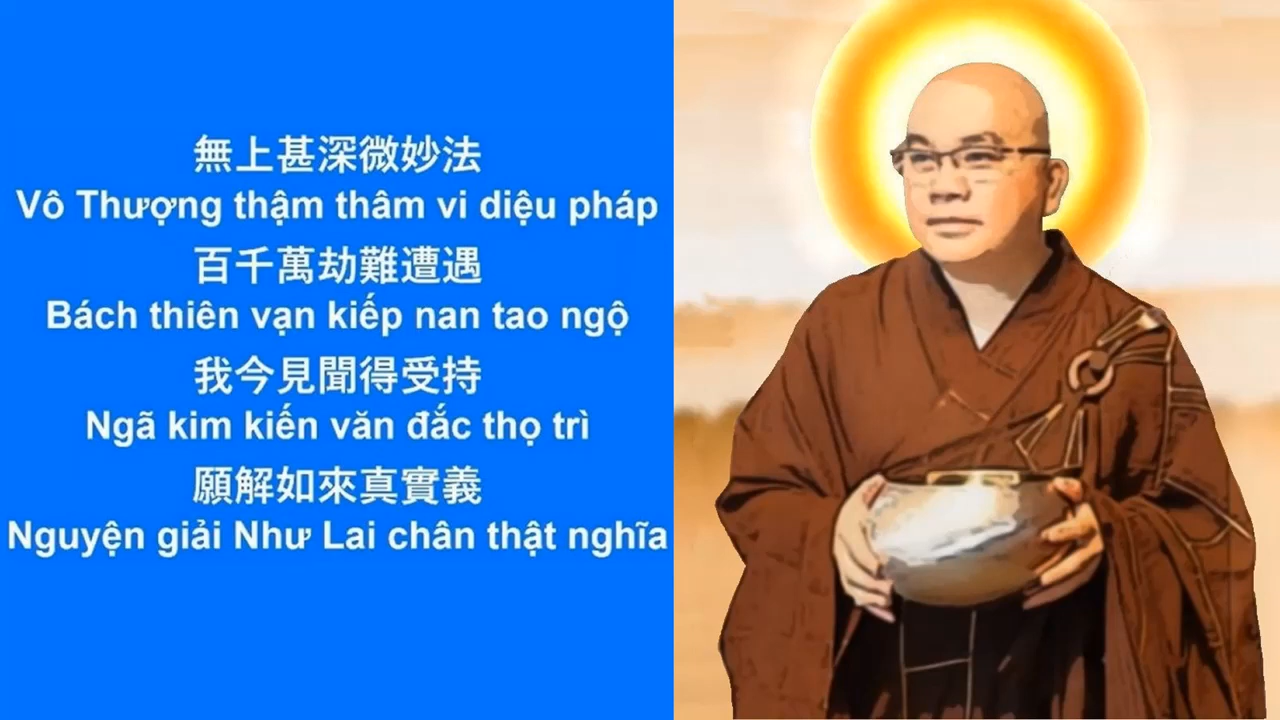 無上甚深微妙法
Vô Thượng thậm thâm vi diệu pháp
百千萬劫難遭遇
Bách thiên vạn kiếp nan tao ngộ
我今見聞得受持
Ngã kim kiến văn đắc thọ trì
願解如來真實義
Nguyện giải Như Lai chân thật nghĩa